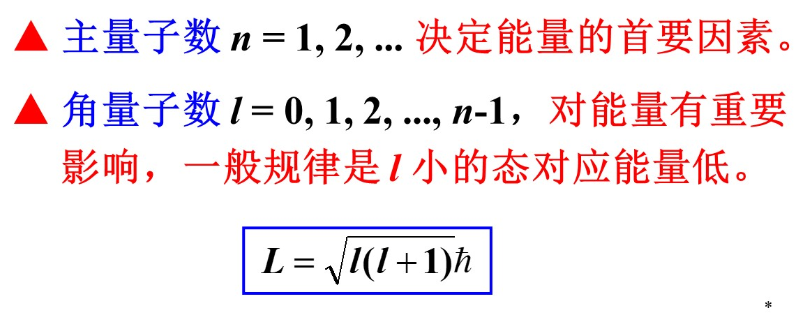 ▲ 主量子数 n = 1, 2, ... 决定能量的首要因素。
▲ 角量子数 l = 0, 1, 2, ..., n-1，对能量有重要
影响，一般规律是 l 小的态对应能量低。
L = √l(l+1)ℏ
*